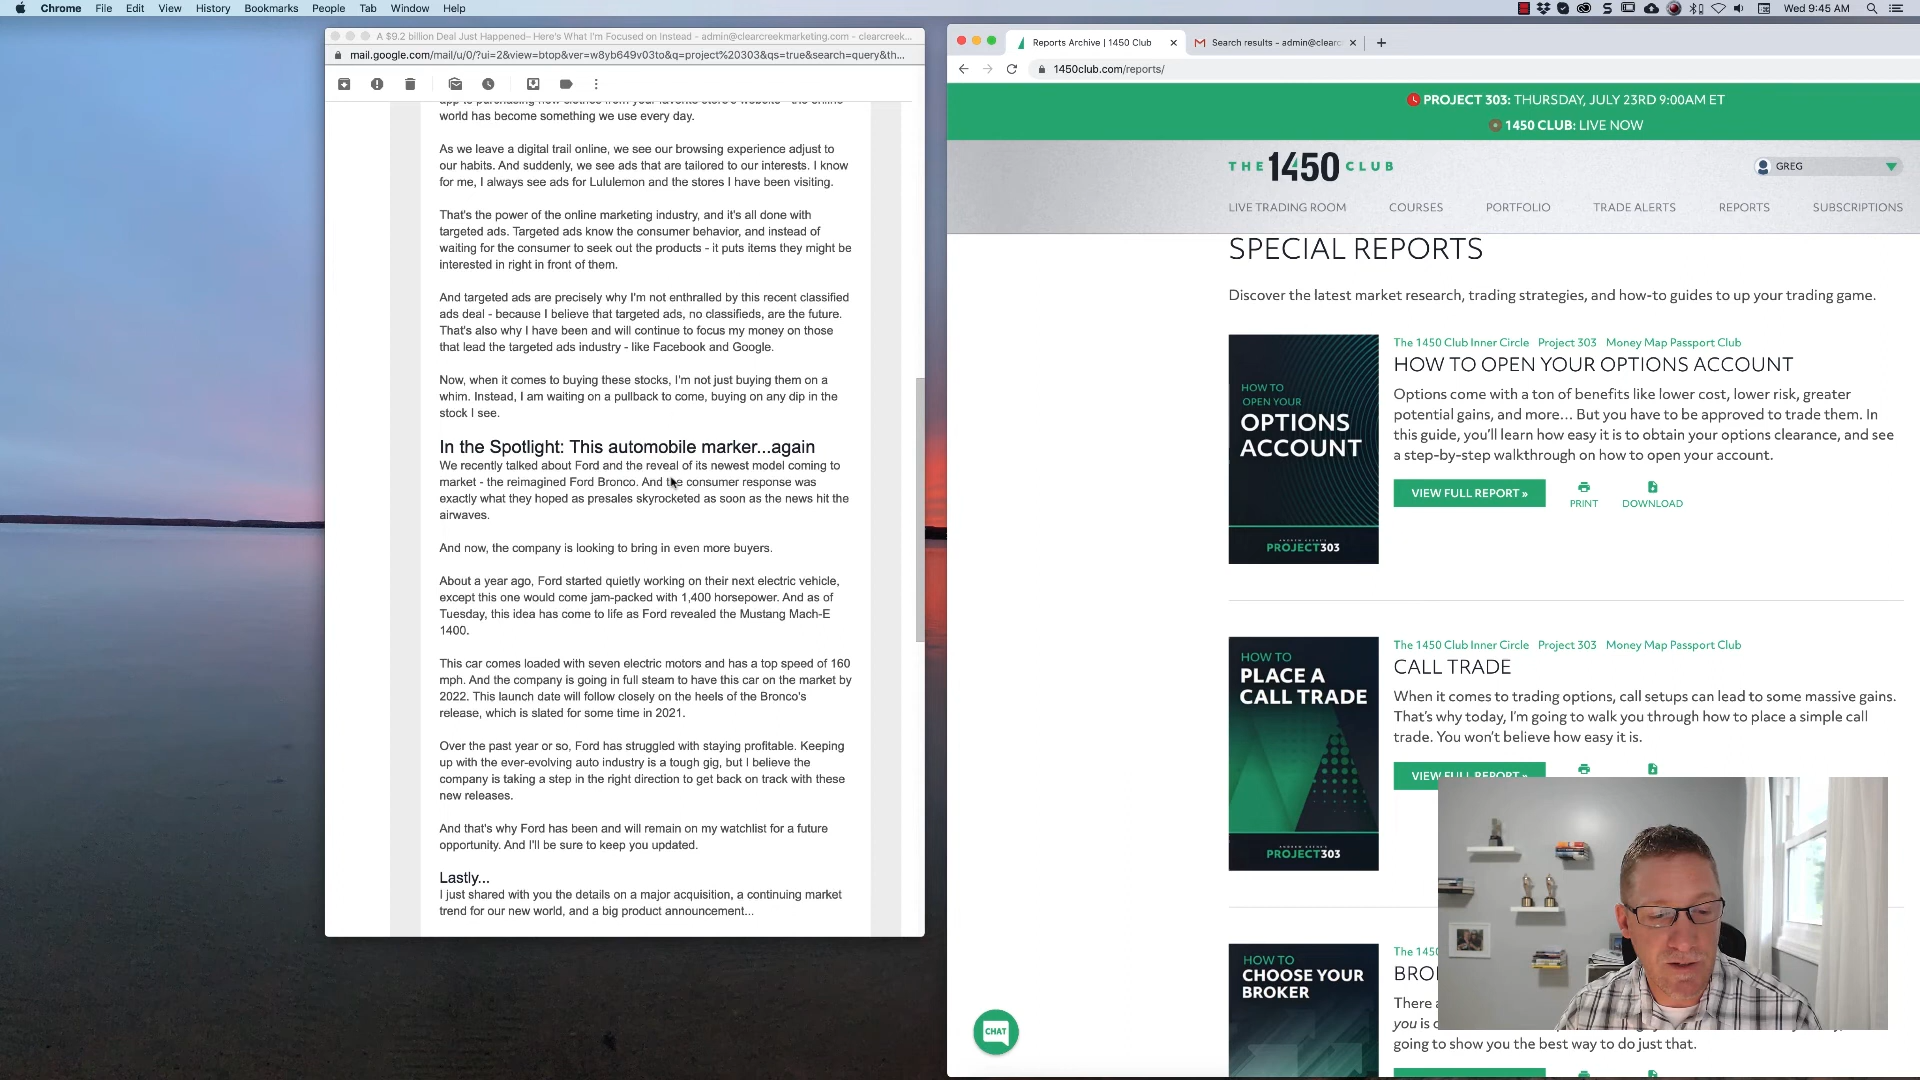 Chrome File Edit View History Bookmarks People Tab Window Help
Wed 9:45 AM
A $9.2 billion Deal Just Happened– Here's What I'm Focused on Instead - admin@clearcreekmarketing.com - clearcreek...
mail.google.com/mail/u/0/?ui=2&view=btop&ver=w8yb649v03to&q=project%20303&qs=true&search=query&th...
app to purchasing new clothes from your favorite store's website - the online
world has become something we use every day.
As we leave a digital trail online, we see our browsing experience adjust to
our habits. And suddenly, we see ads that are tailored to our interests. I know
for me, I always see ads for Lululemon and the stores I have been visiting.
That's the power of the online marketing industry, and it's all done with
targeted ads. Targeted ads know the consumer behavior, and instead of
waiting for the consumer to seek out the products - it puts items they might be
interested in right in front of them.
And targeted ads are precisely why I'm not enthralled by this recent classified
ads deal - because I believe that targeted ads, no classifieds, are the future.
That's also why I have been and will continue to focus my money on those
that lead the targeted ads industry - like Facebook and Google.
Now, when it comes to buying these stocks, I'm not just buying them on a
whim. Instead, I am waiting on a pullback to come, buying on any dip in the
stock I see.
In the Spotlight: This automobile marker...again
We recently talked about Ford and the reveal of its newest model coming to
market - the reimagined Ford Bronco. And the consumer response was
exactly what they hoped as presales skyrocketed as soon as the news hit the
airwaves.
And now, the company is looking to bring in even more buyers.
About a year ago, Ford started quietly working on their next electric vehicle,
except this one would come jam-packed with 1,400 horsepower. And as of
Tuesday, this idea has come to life as Ford revealed the Mustang Mach-E
1400.
This car comes loaded with seven electric motors and has a top speed of 160
mph. And the company is going in full steam to have this car on the market by
2022. This launch date will follow closely on the heels of the Bronco's
release, which is slated for some time in 2021.
Over the past year or so, Ford has struggled with staying profitable. Keeping
up with the ever-evolving auto industry is a tough gig, but I believe the
company is taking a step in the right direction to get back on track with these
new releases.
And that's why Ford has been and will remain on my watchlist for a future
opportunity. And I'll be sure to keep you updated.
Lastly...
I just shared with you the details on a major acquisition, a continuing market
trend for our new world, and a big product announcement...
Reports Archive | 1450 Club
Search results - admin@clearc
1450club.com/reports/
PROJECT 303: THURSDAY, JULY 23RD 9:00AM ET
1450 CLUB: LIVE NOW
THE 1450 CLUB
GREG
LIVE TRADING ROOM COURSES PORTFOLIO TRADE ALERTS REPORTS SUBSCRIPTIONS
SPECIAL REPORTS
Discover the latest market research, trading strategies, and how-to guides to up your trading game.
HOW TO
OPEN YOUR
OPTIONS
ACCOUNT
PROJECT303
The 1450 Club Inner Circle Project 303 Money Map Passport Club
HOW TO OPEN YOUR OPTIONS ACCOUNT
Options come with a ton of benefits like lower cost, lower risk, greater
potential gains, and more... But you have to be approved to trade them. In
this guide, you'll learn how easy it is to obtain your options clearance, and see
a step-by-step walkthrough on how to open your account.
VIEW FULL REPORT »
PRINT
DOWNLOAD
HOW TO
PLACE A
CALL TRADE
PROJECT303
The 1450 Club Inner Circle Project 303 Money Map Passport Club
CALL TRADE
When it comes to trading options, call setups can lead to some massive gains.
That's why today, I'm going to walk you through how to place a simple call
trade. You won't believe how easy it is.
VIEW FULL REPORT »
HOW TO
CHOOSE YOUR
BROKER
The 1450
BRO
There
you is
going to show you the best way to do just that.
CHAT